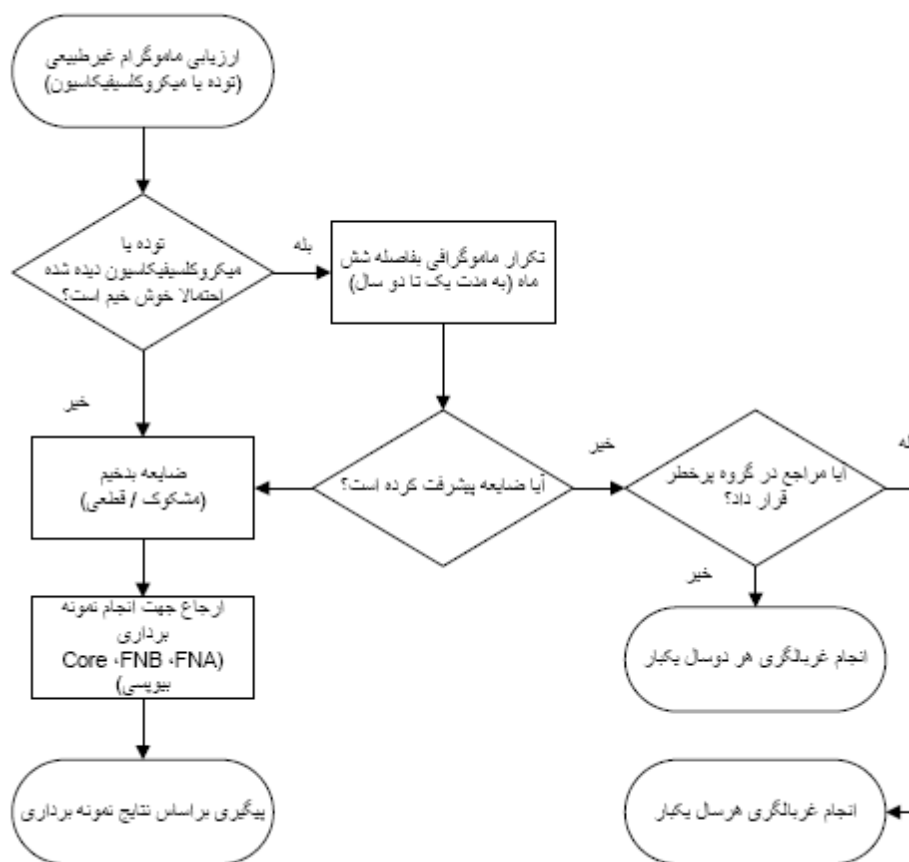 ارزیابی ماموگرام غیرطبیعی
(توده یا میکروکلسیفیکاسیون)
توده یا
میکروکلسیفیکاسیون دیده شده
احتمالا خوش خیم است؟
بله
تکرار ماموگرافی بفاصله شش
ماه (به مدت یک تا دو سال)
خیر
ضایعه بدخیم
(مشکوک / قطعی)
آیا ضایعه پیشرفت کرده است؟
خیر
ایا مراجع در گروه پرخطر
قرار داد؟
له
خیر
ارجاع جهت انجام نمونه
برداری
(FNA، FNB، Core
بیوپسی)
انجام غربالگری هر دوسال یکبار
پیگیری براساس نتایج نمونه برداری
انجام غربالگری هرسال یکبار